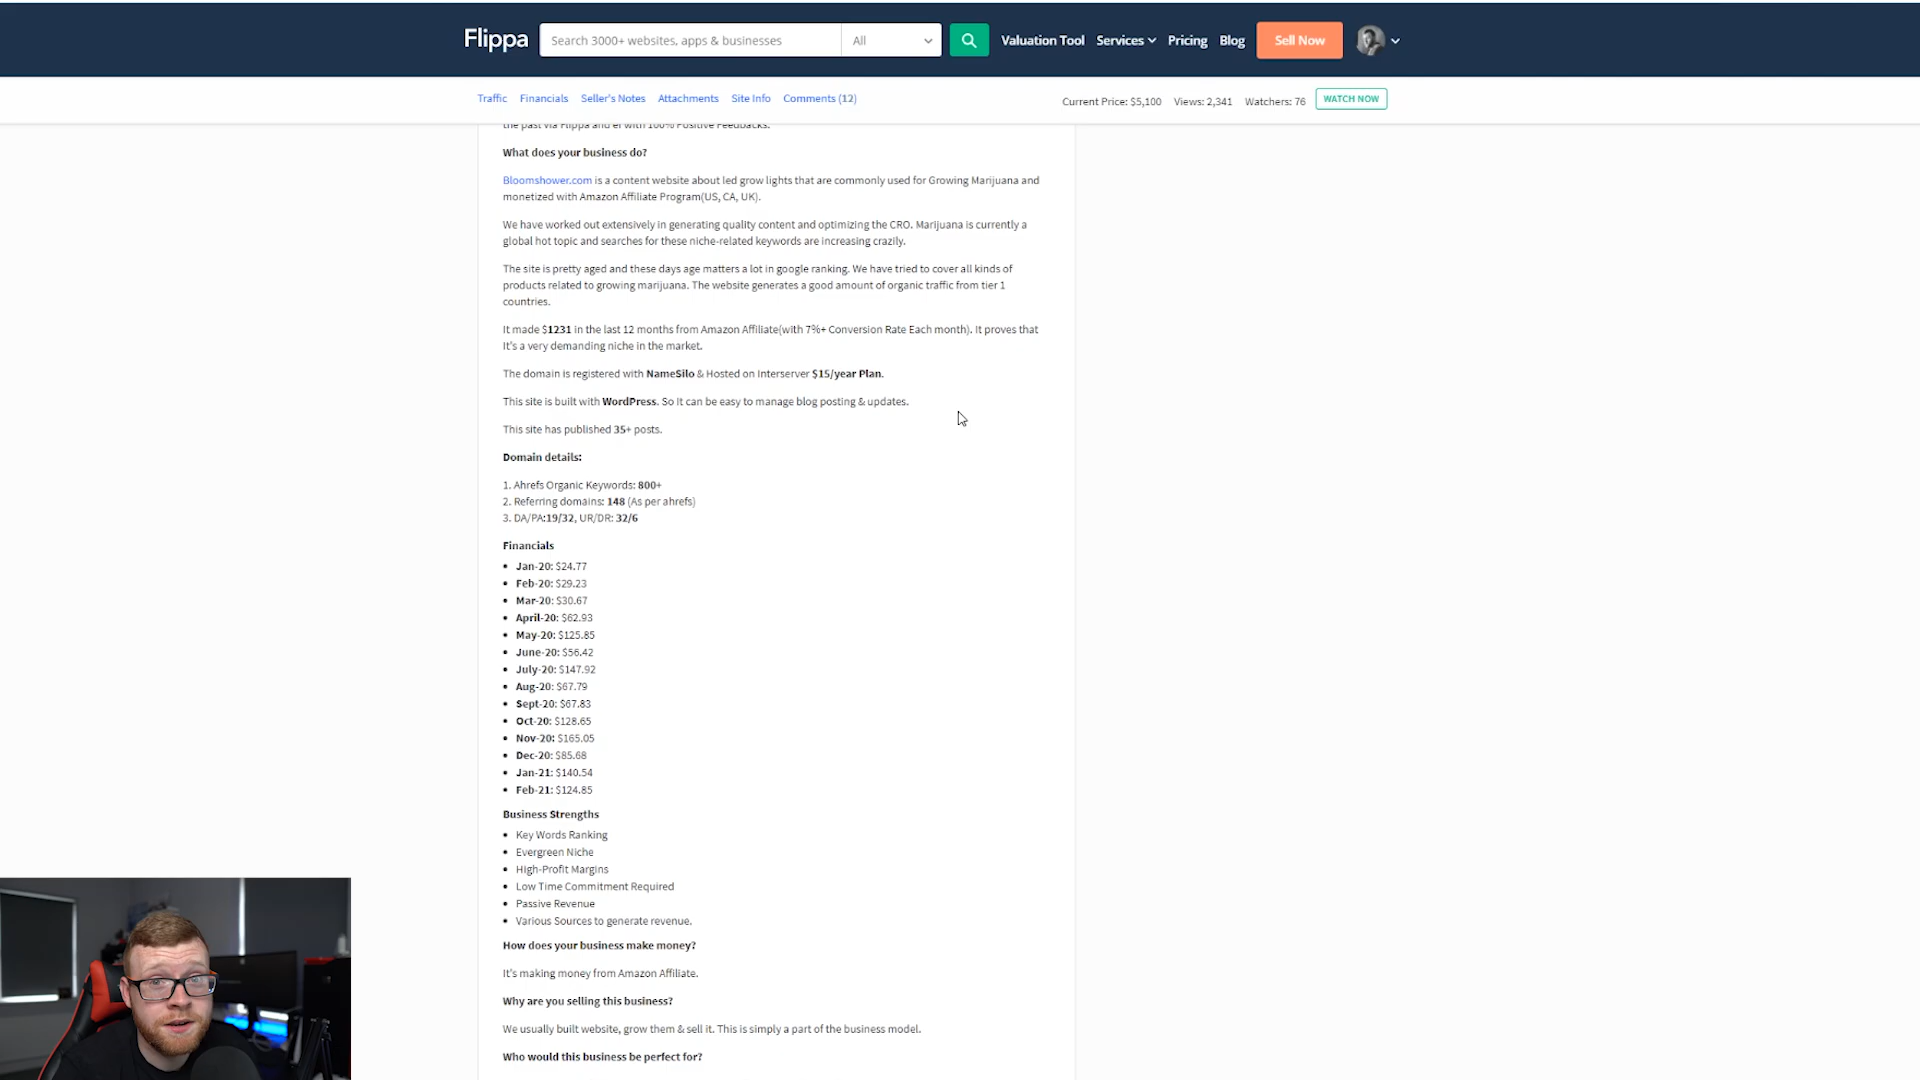 Flippa
Search 3000+ websites, apps & businesses
All
Valuation Tool
Services
Pricing
Blog
Sell Now
Traffic
Financials
Seller's Notes
Attachments
Site Info
Comments (12)
Current Price: $5,100
Views: 2,341
Watchers: 76
WATCH NOW
the past via Flippa and ef with 100% Positive Feedbacks.
What does your business do?
Bloomshower.com is a content website about led grow lights that are commonly used for Growing Marijuana and
monetized with Amazon Affiliate Program(US, CA, UK).
We have worked out extensively in generating quality content and optimizing the CRO. Marijuana is currently a
global hot topic and searches for these niche-related keywords are increasing crazily.
The site is pretty aged and these days age matters a lot in google ranking. We have tried to cover all kinds of
products related to growing marijuana. The website generates a good amount of organic traffic from tier 1
countries.
It made $1231 in the last 12 months from Amazon Affiliate(with 7%+ Conversion Rate Each month). It proves that
It's a very demanding niche in the market.
The domain is registered with NameSilo & Hosted on Interserver $15/year Plan.
This site is built with WordPress. So It can be easy to manage blog posting & updates.
This site has published 35+ posts.
Domain details:
1. Ahrefs Organic Keywords: 800+
2. Referring domains: 148 (As per ahrefs)
3. DA/PA:19/32, UR/DR: 32/6
Financials
• Jan-20: $24.77
• Feb-20: $29.23
• Mar-20: $30.67
• April-20: $62.93
• May-20: $125.85
• June-20: $56.42
• July-20: $147.92
• Aug-20: $67.79
• Sept-20: $67.83
• Oct-20: $128.65
• Nov-20: $165.05
• Dec-20: $85.68
• Jan-21: $140.54
• Feb-21: $124.85
Business Strengths
• Key Words Ranking
• Evergreen Niche
• High-Profit Margins
• Low Time Commitment Required
• Passive Revenue
• Various Sources to generate revenue.
How does your business make money?
It's making money from Amazon Affiliate.
Why are you selling this business?
We usually built website, grow them & sell it. This is simply a part of the business model.
Who would this business be perfect for?